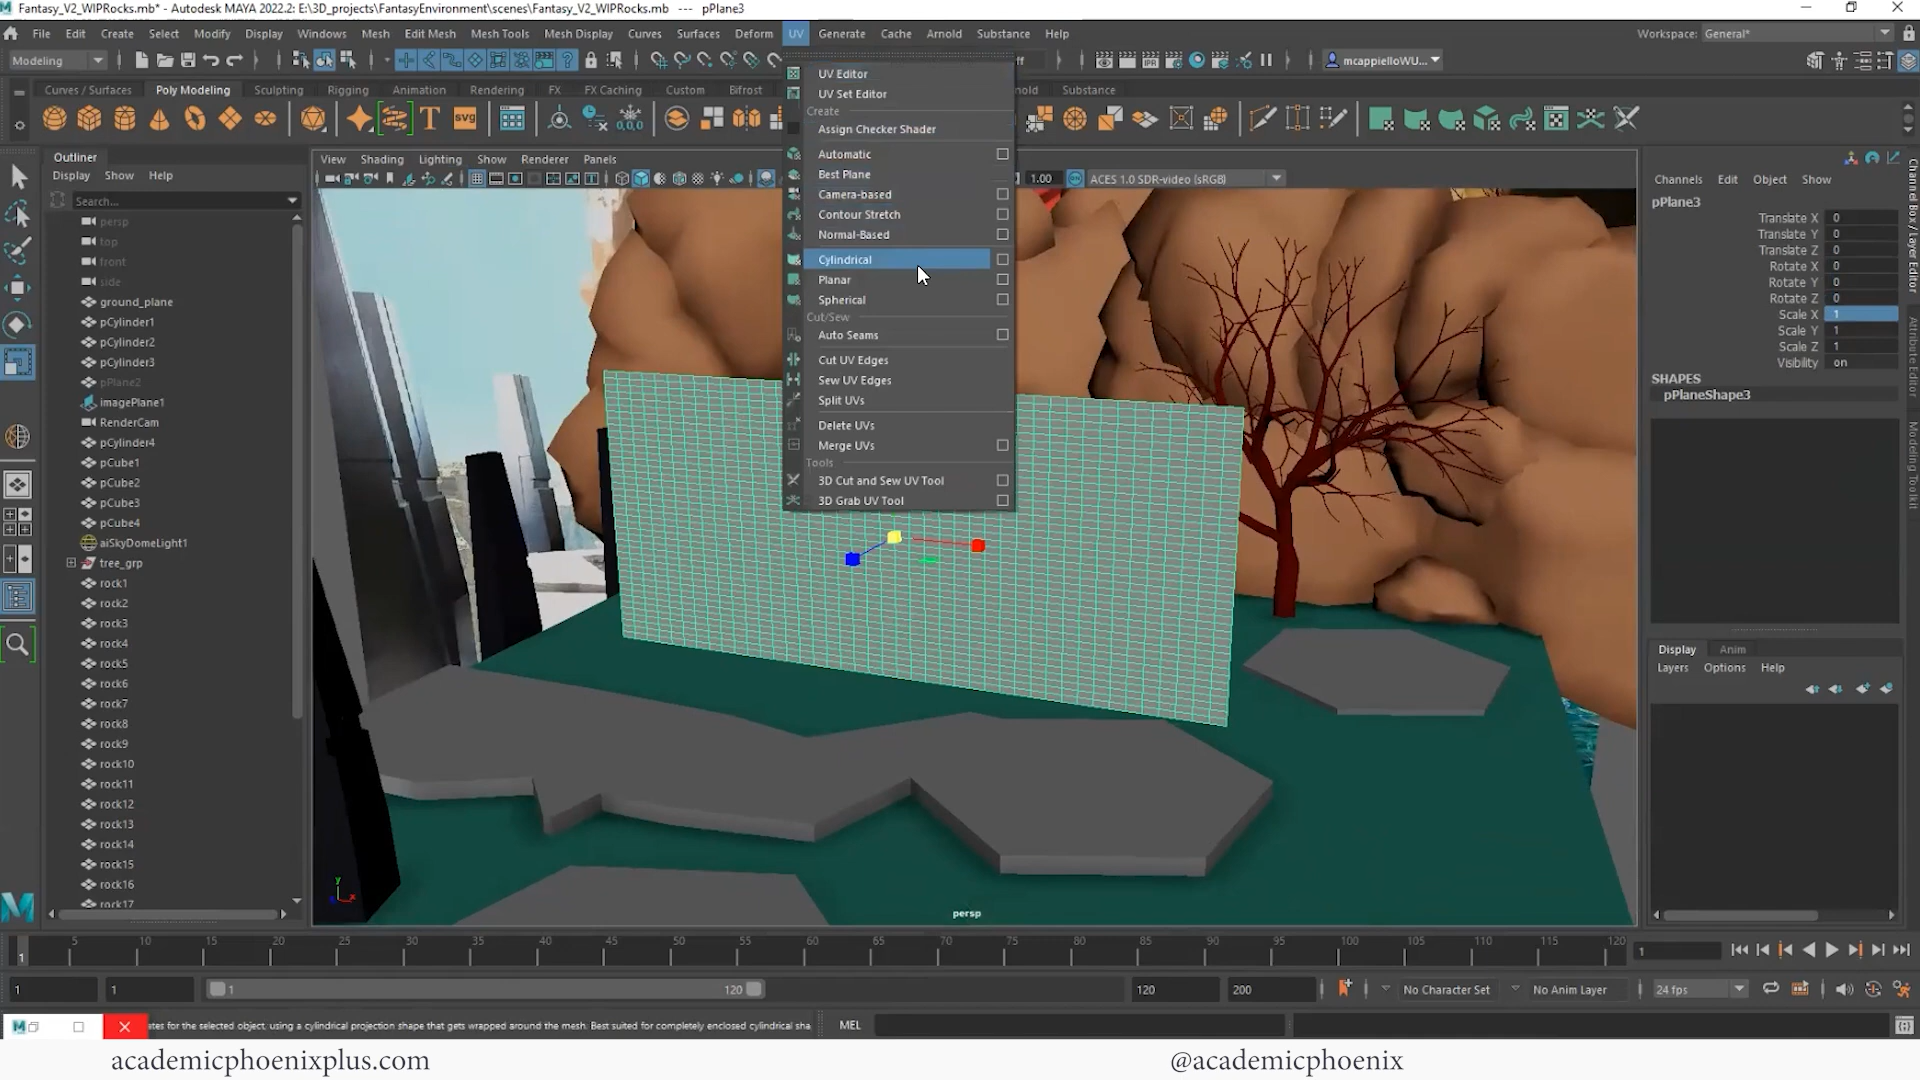 Fantasy_V2_WIPRocks.mb* - Autodesk MAYA 2022.2: E:\3D_projects\FantasyEnvironment\scenes\Fantasy_V2_WIPRocks.mb --- pPlane3
File Edit Create Select Modify Display Windows Mesh Edit Mesh Mesh Tools Mesh Display Curves Surfaces Deform UV Generate Cache Arnold Substance Help
Workspace: General*
Modeling
mcappielloWU...
Curves / Surfaces Poly Modeling Sculpting Rigging Animation Rendering FX FX Caching Custom Bifrost Substance
Outliner
Display Show Help
Search...
persp
top
front
side
ground_plane
pCylinder1
pCylinder2
pCylinder3
pPlane2
imagePlane1
RenderCam
pCylinder4
pCube1
pCube2
pCube3
pCube4
aiSkyDomeLight1
tree_grp
rock1
rock2
rock3
rock4
rock5
rock6
rock7
rock8
rock9
rock10
rock11
rock12
rock13
rock14
rock15
rock16
rock17
View Shading Lighting Show Renderer Panels
1.00 ACES 1.0 SDR-video (sRGB)
UV Editor
UV Set Editor
Create
Assign Checker Shader
Automatic
Best Plane
Camera-based
Contour Stretch
Normal-Based
Cylindrical
Planar
Spherical
Cut/Sew
Auto Seams
Cut UV Edges
Sew UV Edges
Split UVs
Delete UVs
Merge UVs
Tools
3D Cut and Sew UV Tool
3D Grab UV Tool
persp
y
x
Channels Edit Object Show
pPlane3
Translate X 0
Translate Y 0
Translate Z 0
Rotate X 0
Rotate Y 0
Rotate Z 0
Scale X 1
Scale Y 1
Scale Z 1
Visibility on
SHAPES
pPlaneShape3
Channel Box / Layer Editor
Attribute Editor
Modeling Toolkit
Display Anim
Layers Options Help
5 10 15 20 25 30 35 40 45 50 55 60 65 70 75 80 85 90 95 100 105 110 115 120
1 1
1 1 1 120 120 200 No Character Set No Anim Layer 24 fps
ates for the selected object, using a cylindrical projection shape that gets wrapped around the mesh. Best suited for completely enclosed cylindrical sha
MEL
academicphoenixplus.com
@academicphoenix